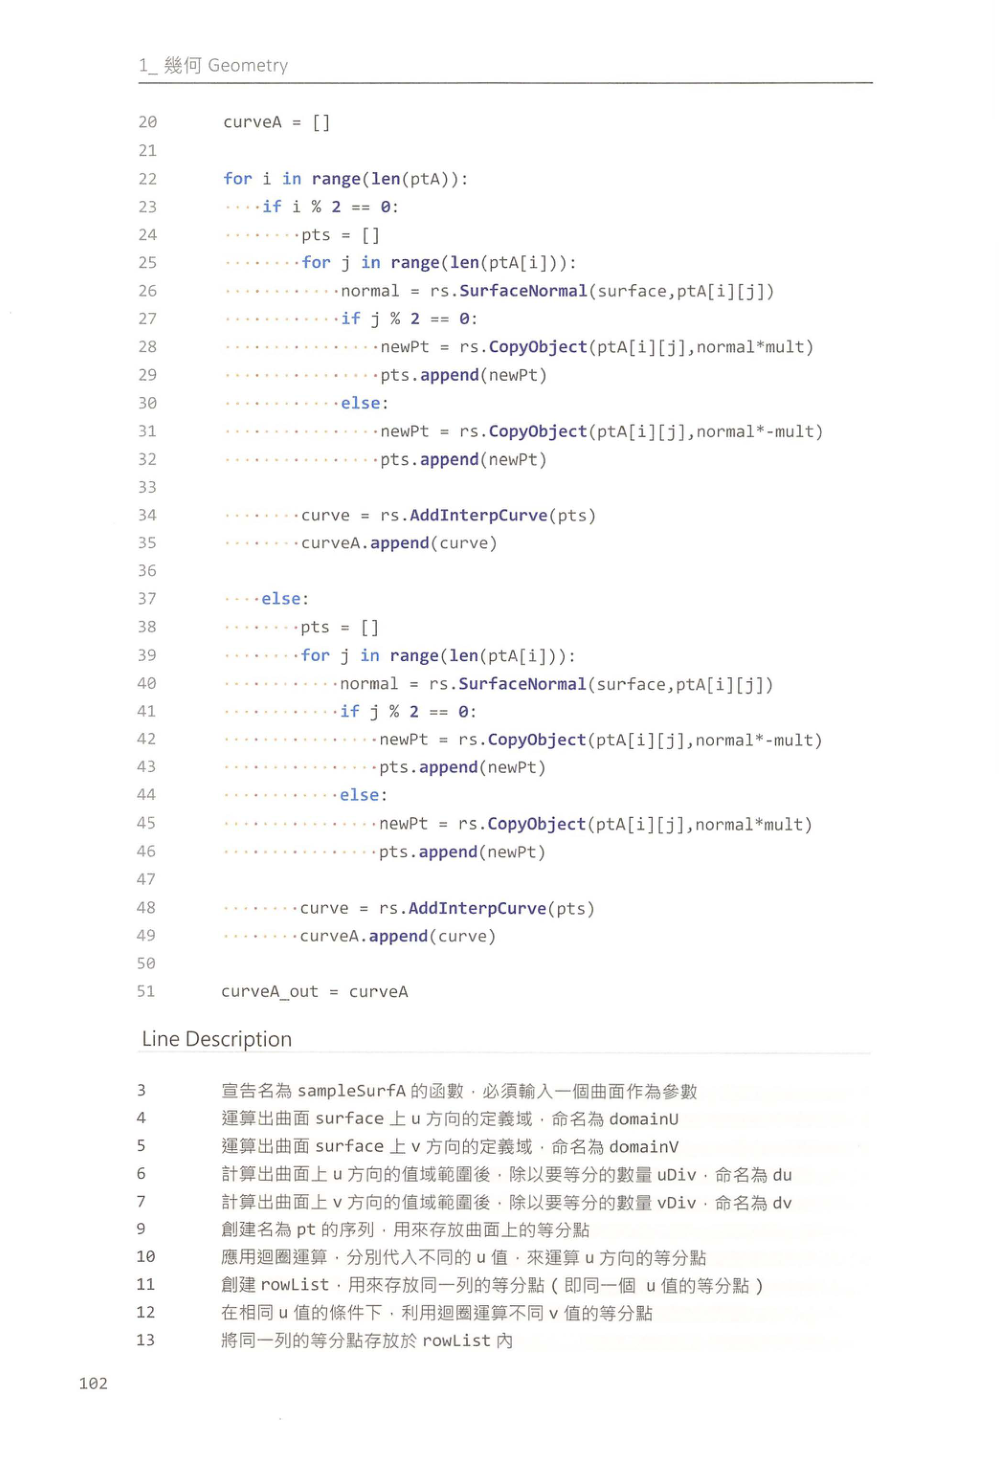 1_ 幾何 Geometry
20 curveA = []
21
22 for i in range(len(ptA)):
23 ····if i % 2 == 0:
24 ········pts = []
25 ········for j in range(len(ptA[i])):
26 ············normal = rs.SurfaceNormal(surface,ptA[i][j])
27 ············if j % 2 == 0:
28 ················newPt = rs.CopyObject(ptA[i][j],normal*mult)
29 ················pts.append(newPt)
30 ············else:
31 ················newPt = rs.CopyObject(ptA[i][j],normal*-mult)
32 ················pts.append(newPt)
33
34 ········curve = rs.AddInterpCurve(pts)
35 ········curveA.append(curve)
36
37 ····else:
38 ········pts = []
39 ········for j in range(len(ptA[i])):
40 ············normal = rs.SurfaceNormal(surface,ptA[i][j])
41 ············if j % 2 == 0:
42 ················newPt = rs.CopyObject(ptA[i][j],normal*-mult)
43 ················pts.append(newPt)
44 ············else:
45 ················newPt = rs.CopyObject(ptA[i][j],normal*mult)
46 ················pts.append(newPt)
47
48 ········curve = rs.AddInterpCurve(pts)
49 ········curveA.append(curve)
50
51 curveA_out = curveA
Line Description
3 宣告名為 sampleSurfA 的函數，必須輸入一個曲面作為參數
4 運算出曲面 surface 上 u 方向的定義域，命名為 domainU
5 運算出曲面 surface 上 v 方向的定義域，命名為 domainV
6 計算出曲面上 u 方向的值域範圍後，除以要等分的數量 uDiv，命名為 du
7 計算出曲面上 v 方向的值域範圍後，除以要等分的數量 vDiv，命名為 dv
9 創建名為 pt 的序列，用來存放曲面上的等分點
10 應用迴圈運算，分別代入不同的 u 值，來運算 u 方向的等分點
11 創建 rowList，用來存放同一列的等分點 ( 即同一個 u 值的等分點 )
12 在相同 u 值的條件下，利用迴圈運算不同 v 值的等分點
13 將同一列的等分點存放於 rowList 內
102